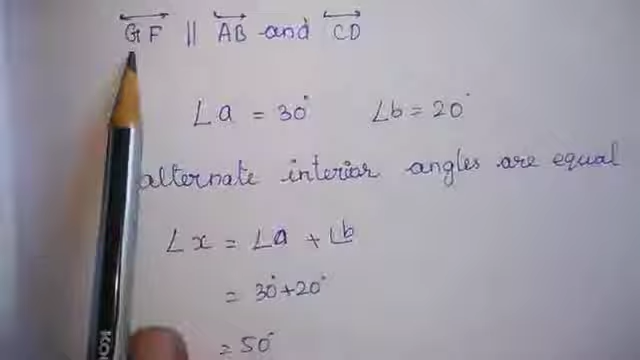 GF || AB and CD
∠a = 30° ∠b = 20°
alternate interior angles are equal
∠x = ∠a + ∠b
= 30° + 20°
= 50°